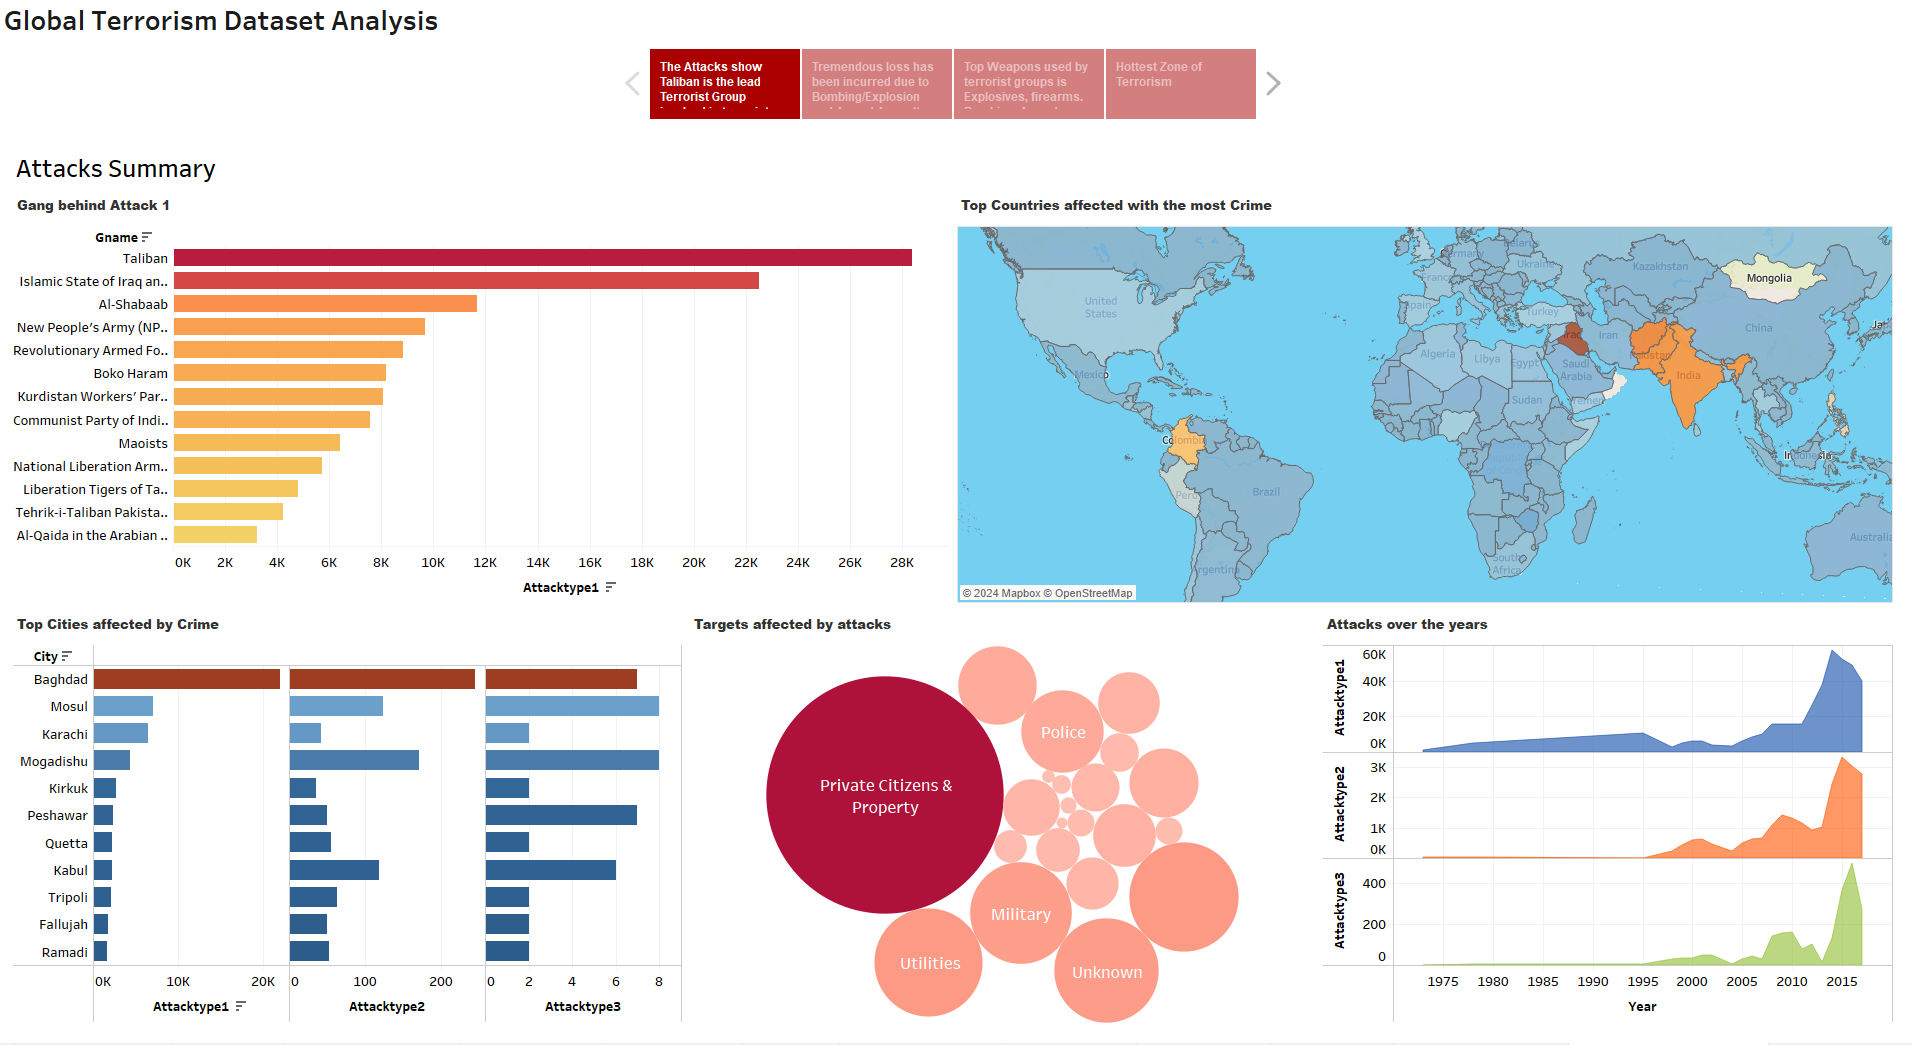 Global Terrorism Dataset Analysis
The Attacks show
Taliban is the lead
Terrorist Group
Tremendous loss has
been incurred due to
Bombing/Explosion
Top Weapons used by
terrorist groups is
Explosives, firearms.
Hottest Zone of
Terrorism
Attacks Summary
Gang behind Attack 1
Gname
Taliban
Islamic State of Iraq an..
Al-Shabaab
New People's Army (NP..
Revolutionary Armed Fo..
Boko Haram
Kurdistan Workers' Par..
Communist Party of Indi..
Maoists
National Liberation Arm..
Liberation Tigers of Ta..
Tehrik-i-Taliban Pakista..
Al-Qaida in the Arabian ..
0K 2K 4K 6K 8K 10K 12K 14K 16K 18K 20K 22K 24K 26K 28K
Attacktype1
Top Countries affected with the most Crime
Belarus
Germany
Ukraine
France
Kazakhstan
Mongolia
United
States
Spain
Turkey
China
Iraq
Iran
Algeria
Libya
Egypt
Pakistan
Saudi
Arabia
India
Mexico
Sudan
Yemen
Colombia
Indonesia
Peru
Brazil
Australia
South
Africa
Argentina
© 2024 Mapbox © OpenStreetMap
Top Cities affected by Crime
City
Baghdad
Mosul
Karachi
Mogadishu
Kirkuk
Peshawar
Quetta
Kabul
Tripoli
Fallujah
Ramadi
0K 10K 20K 0 100 200 0 2 4 6 8
Attacktype1 Attacktype2 Attacktype3
Targets affected by attacks
Police
Private Citizens &
Property
Military
Utilities
Unknown
Attacks over the years
Attacktype1
60K
40K
20K
0K
Attacktype2
3K
2K
1K
0K
Attacktype3
400
200
0
1975 1980 1985 1990 1995 2000 2005 2010 2015
Year